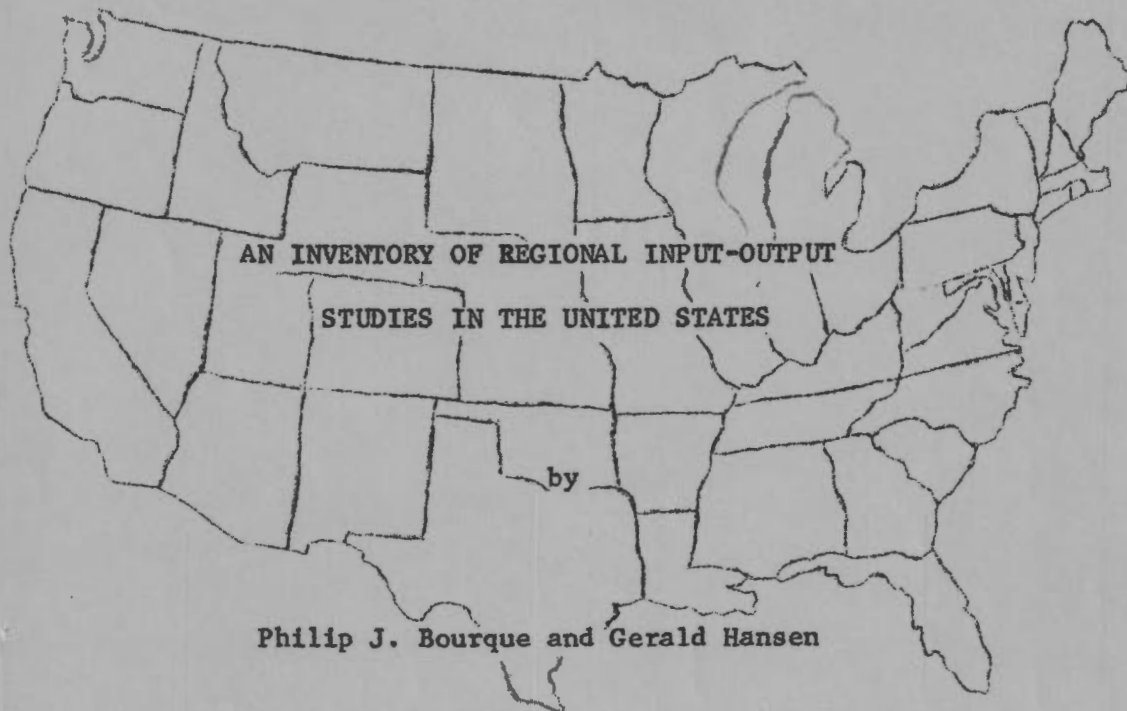 AN INVENTORY OF REGIONAL INPUT-OUTPUT
STUDIES IN THE UNITED STATES
by
Philip J. Bourque and Gerald Hansen